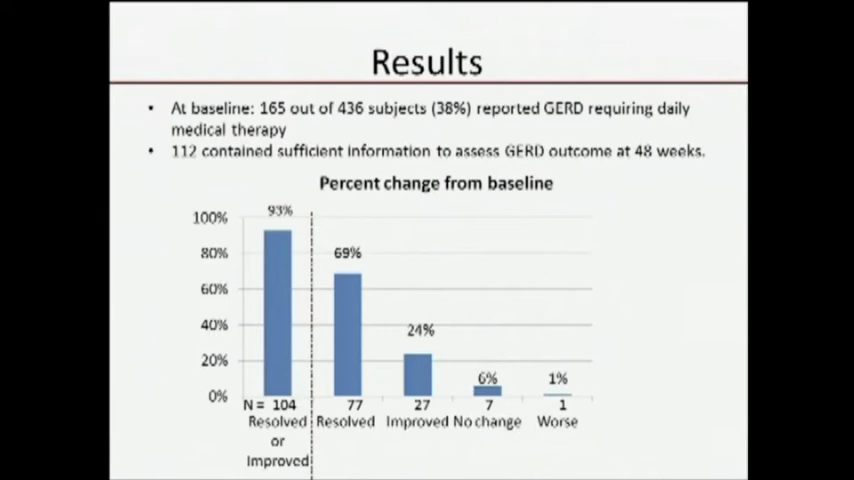 Results
• At baseline: 165 out of 436 subjects (38%) reported GERD requiring daily
medical therapy
• 112 contained sufficient information to assess GERD outcome at 48 weeks.
Percent change from baseline
100%
80%
60%
40%
20%
0%
93%
69%
24%
6%
1%
N = 104 77 27 7 1
Resolved Resolved Improved No change Worse
or
Improved